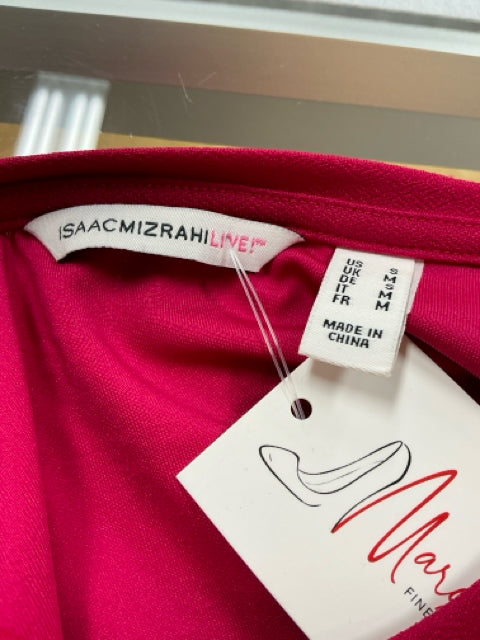 ISAACMIZRAHILIVE!™
US S
UK M
DE S
IT M
FR M
MADE IN
CHINA